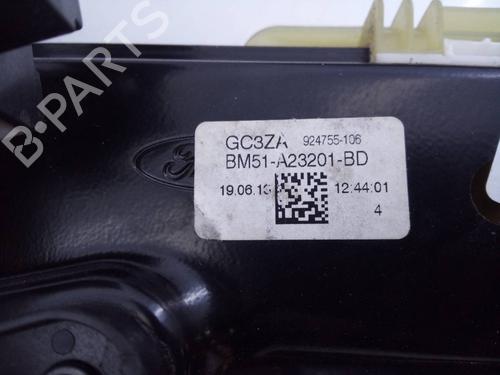 GC3ZA 924755-106
BM51-A23201-BD
19.06.13 12:44:01
4
B-PARTS